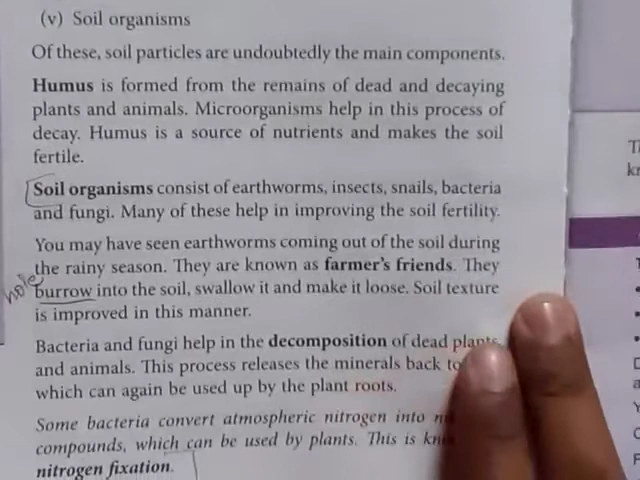 (v) Soil organisms
Of these, soil particles are undoubtedly the main components.
Humus is formed from the remains of dead and decaying
plants and animals. Microorganisms help in this process of
decay. Humus is a source of nutrients and makes the soil
fertile.
Soil organisms consist of earthworms, insects, snails, bacteria
and fungi. Many of these help in improving the soil fertility.
You may have seen earthworms coming out of the soil during
the rainy season. They are known as farmer's friends. They
hole
burrow into the soil, swallow it and make it loose. Soil texture
is improved in this manner.
Bacteria and fungi help in the decomposition of dead plants
and animals. This process releases the minerals back to
which can again be used up by the plant roots.
Some bacteria convert atmospheric nitrogen into
compounds, which can be used by plants. This is
nitrogen fixation.